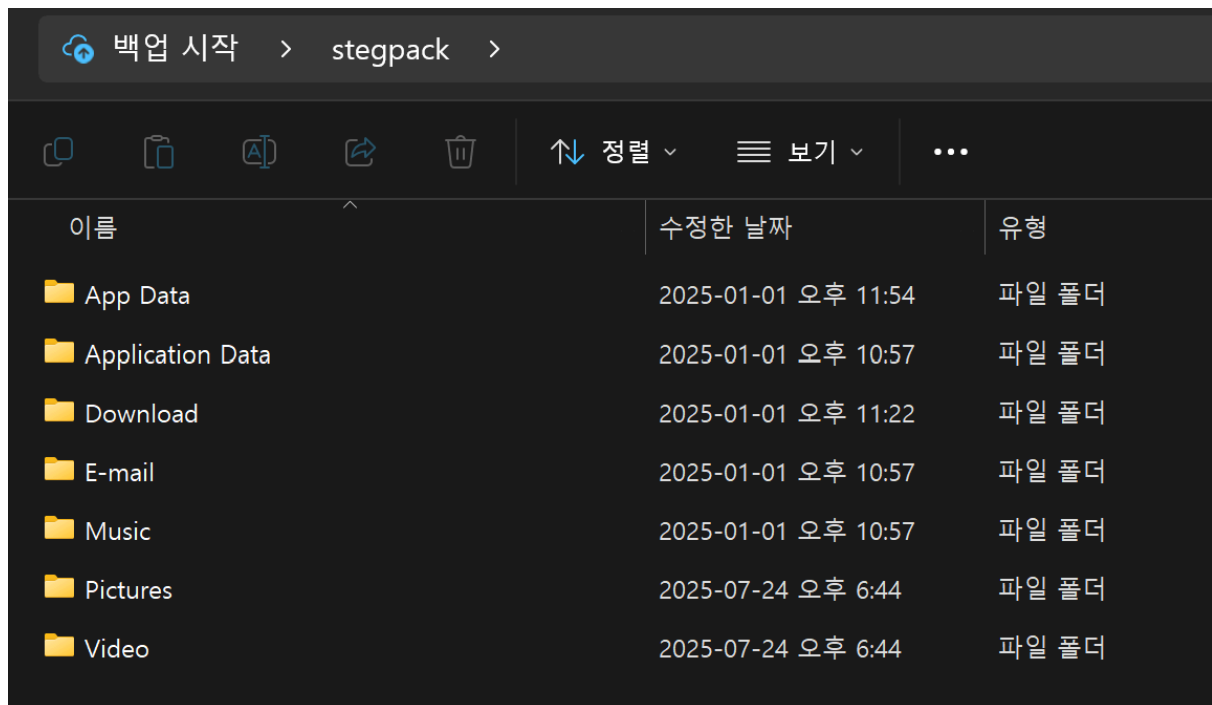 백업 시작 > stegpack >
정렬 보기 •••
이름 수정한 날짜 유형
App Data 2025-01-01 오후 11:54 파일 폴더
Application Data 2025-01-01 오후 10:57 파일 폴더
Download 2025-01-01 오후 11:22 파일 폴더
E-mail 2025-01-01 오후 10:57 파일 폴더
Music 2025-01-01 오후 10:57 파일 폴더
Pictures 2025-07-24 오후 6:44 파일 폴더
Video 2025-07-24 오후 6:44 파일 폴더